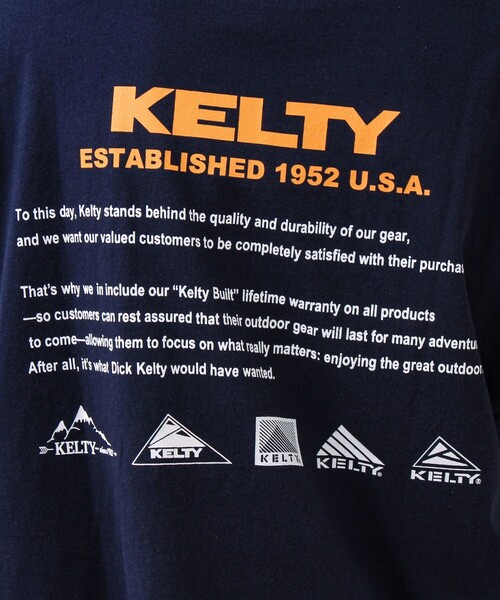 KELTY
ESTABLISHED 1952 U.S.A.
To this day, Kelty stands behind the quality and durability of our gear,
and we want our valued customers to be completely satisfied with their purcha
That's why we in include our “Kelty Built” lifetime warranty on all products
—so customers can rest assured that their outdoor gear will last for many adventu
to come—allowing them to focus on what really matters: enjoying the great outdoor
After all, it's what Dick Kelty would have wanted.
KELTY
KELTY
KELTY
KELTY®
KELTY®